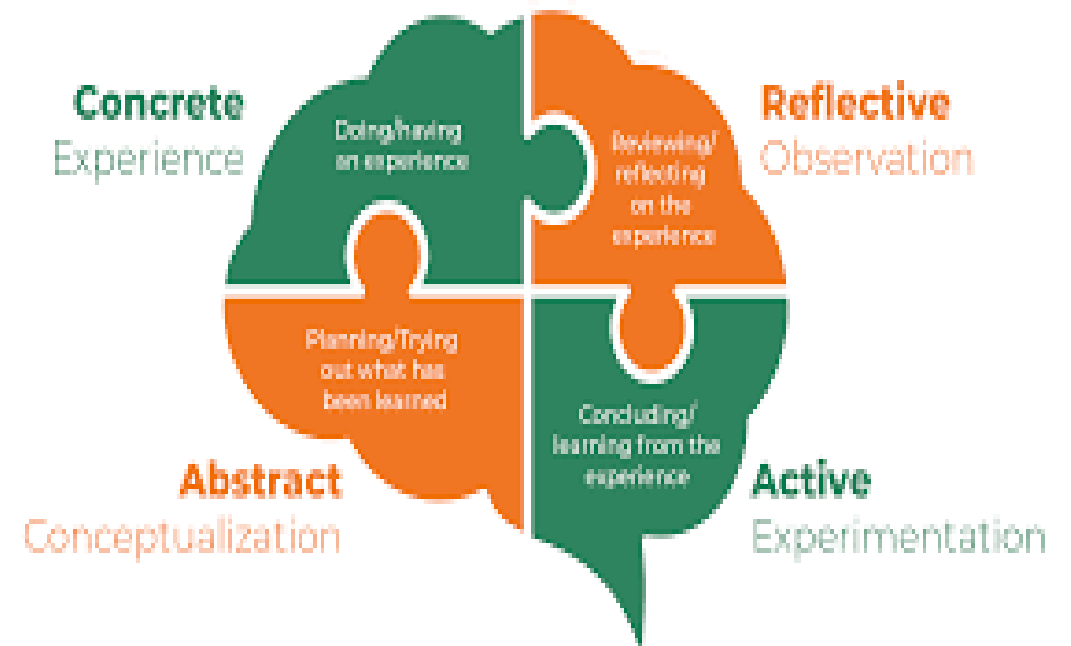 Concrete
Experience
Doing/having
an experience
Reviewing/
reflecting
on the
experience
Reflective
Observation
Planning/Trying
out what has
been learned
Concluding/
learning from the
experience
Abstract
Conceptualization
Active
Experimentation